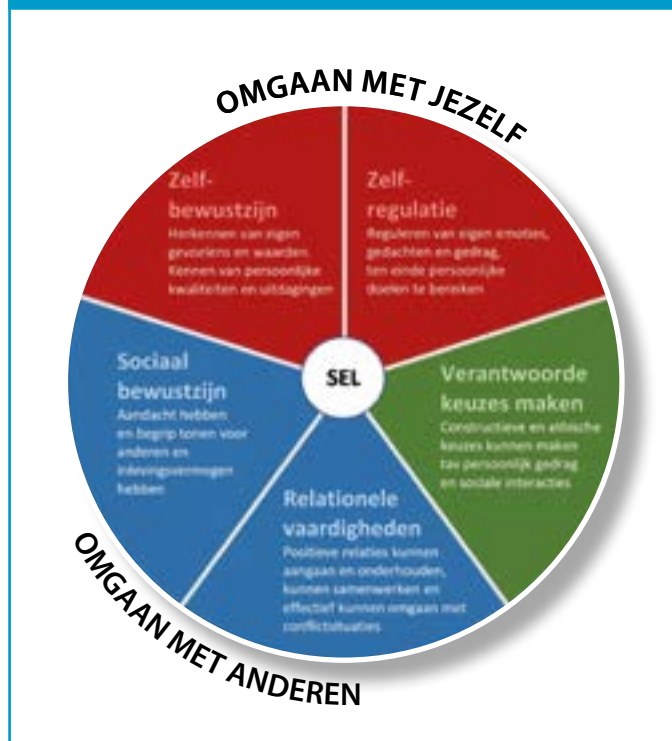 OMGAAN MET JEZELF
Zelf-
bewustzijn
Herkennen van eigen
gevoelens en waarden
Kennen van persoonlijke
kwaliteiten en uitdagingen
Zelf-
regulatie
Reguleren van eigen emoties,
gedachten en gedrag,
ten einde persoonlijke
doelen te bereiken
Sociaal
bewustzijn
Aandacht hebben
en begrip tonen voor
anderen en
inlevingsvermogen
hebben
SEL
Verantwoorde
keuzes maken
Constructieve en ethische
keuzes kunnen maken
tav persoonlijk gedrag
en sociale interacties
Relationele
vaardigheden
Positieve relaties kunnen
aangaan en onderhouden,
kunnen samenwerken en
effectief kunnen omgaan met
conflictsituaties
OMGAAN MET ANDEREN